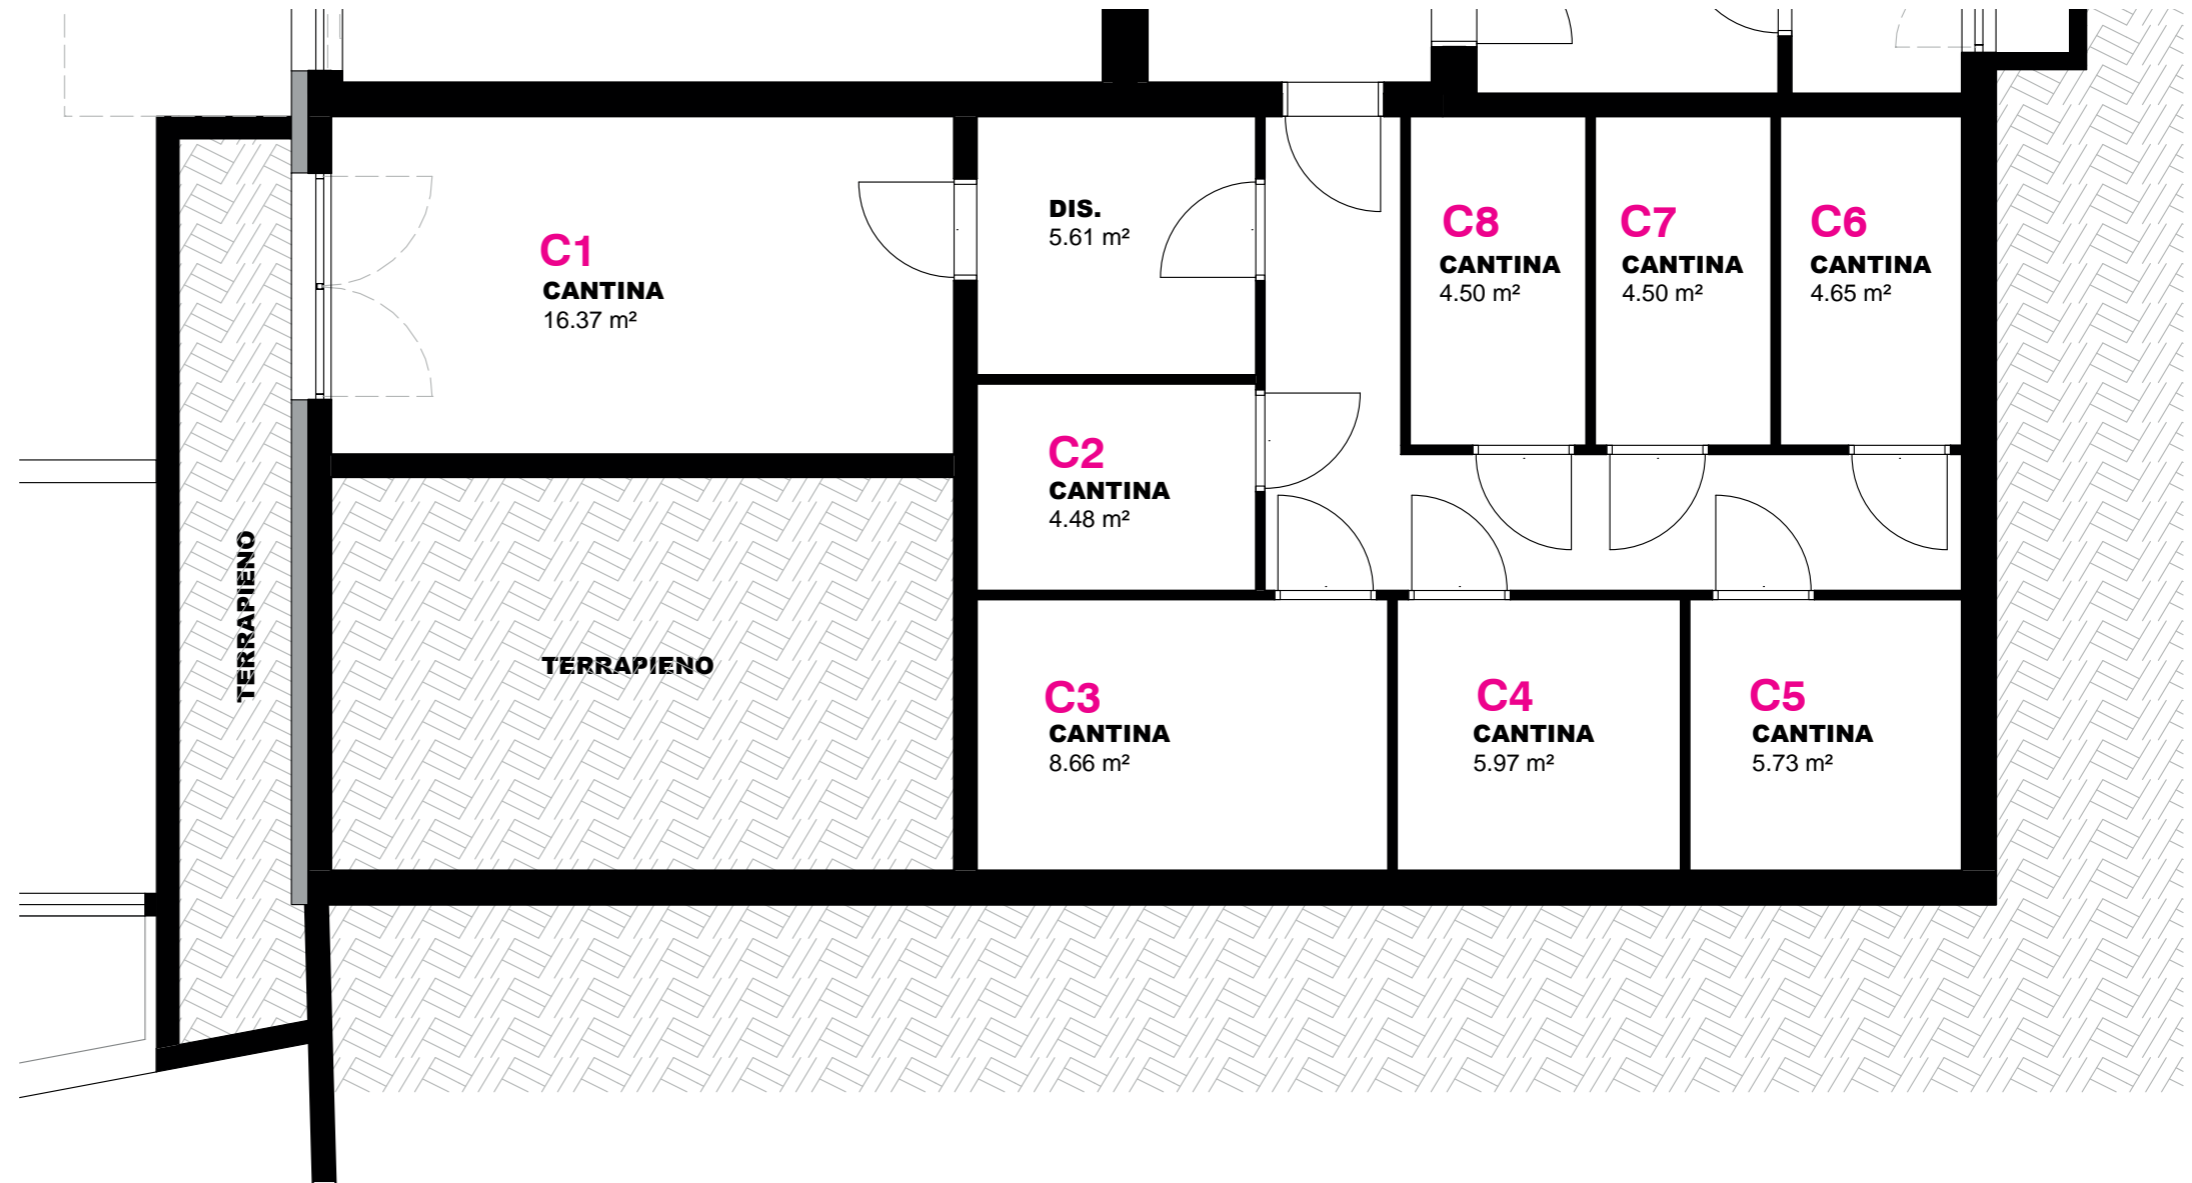 C1
CANTINA
16.37 m²
DIS.
5.61 m²
C8
CANTINA
4.50 m²
C7
CANTINA
4.50 m²
C6
CANTINA
4.65 m²
C2
CANTINA
4.48 m²
TERRAPIENO
TERRAPIENO
C3
CANTINA
8.66 m²
C4
CANTINA
5.97 m²
C5
CANTINA
5.73 m²